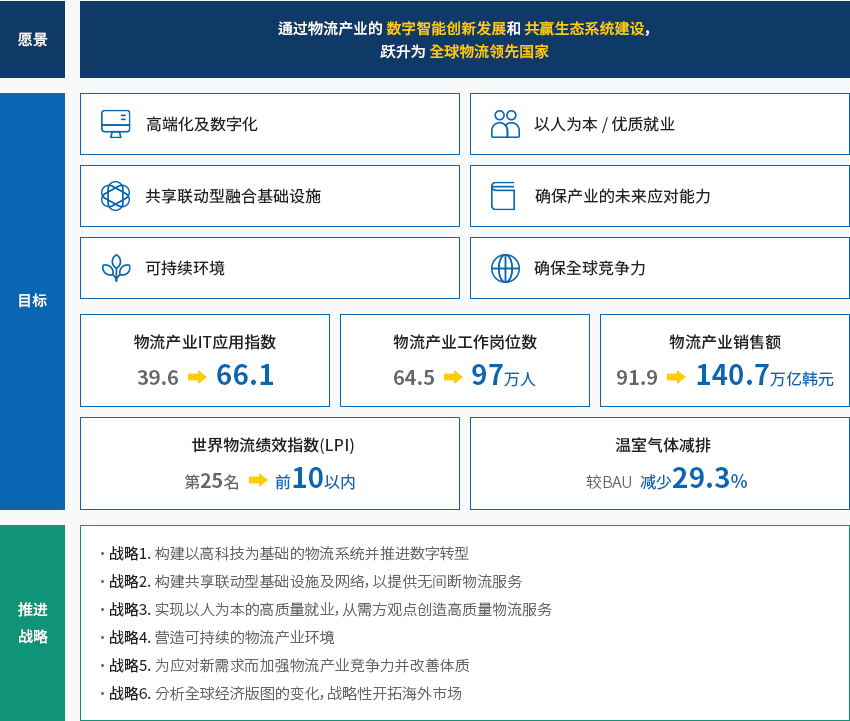 愿景
通过物流产业的 数字智能创新发展和 共赢生态系统建设,
跃升为 全球物流领先国家
目标
高端化及数字化
以人为本 / 优质就业
共享联动型融合基础设施
确保产业的未来应对能力
可持续环境
确保全球竞争力
物流产业IT应用指数
39.6 66.1
物流产业工作岗位数
64.5 97万人
物流产业销售额
91.9 140.7万亿韩元
世界物流绩效指数(LPI)
第25名 前10以内
温室气体减排
较BAU 减少29.3%
推进
战略
· 战略1. 构建以高科技为基础的物流系统并推进数字转型
· 战略2. 构建共享联动型基础设施及网络, 以提供无间断物流服务
· 战略3. 实现以人为本的高质量就业, 从需方观点创造高质量物流服务
· 战略4. 营造可持续的物流产业环境
· 战略5. 为应对新需求而加强物流产业竞争力并改善体质
· 战略6. 分析全球经济版图的变化, 战略性开拓海外市场